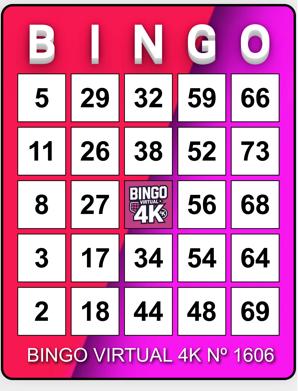 B I N G O
5 29 32 59 66
11 26 38 52 73
8 27 BINGO VIRTUAL 4K 56 68
3 17 34 54 64
2 18 44 48 69
BINGO VIRTUAL 4K Nº 1606